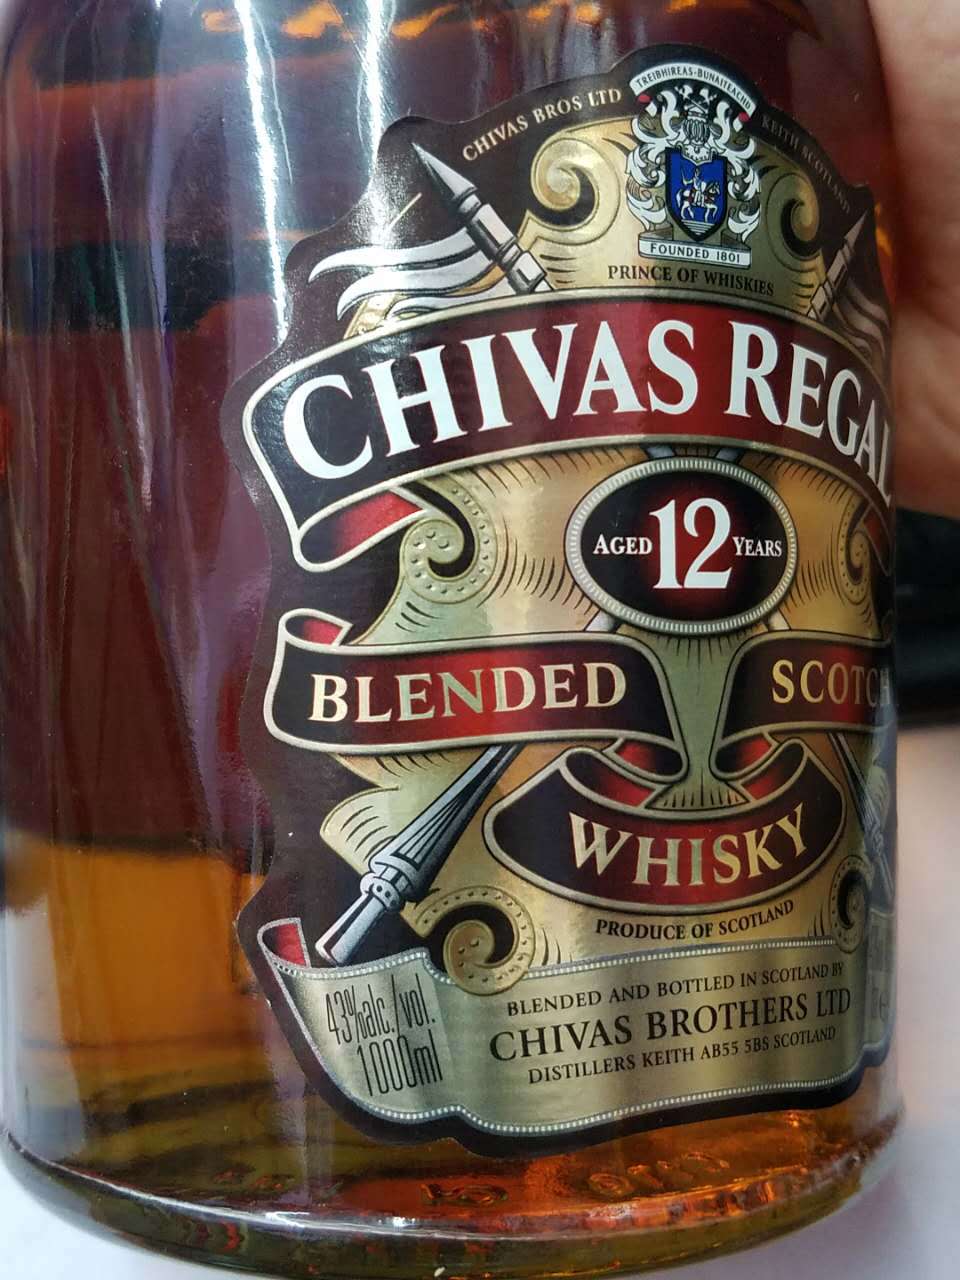 TREIBHIREAS-BUNAITEACHD
CHIVAS BROS LTD
KEITH SCOTLAND
FOUNDED 1801
PRINCE OF WHISKIES
CHIVAS REGAL
AGED 12 YEARS
BLENDED SCOTCH
WHISKY
PRODUCE OF SCOTLAND
43%alc./vol.
1000ml
BLENDED AND BOTTLED IN SCOTLAND BY
CHIVAS BROTHERS LTD
DISTILLERS KEITH AB55 5BS SCOTLAND